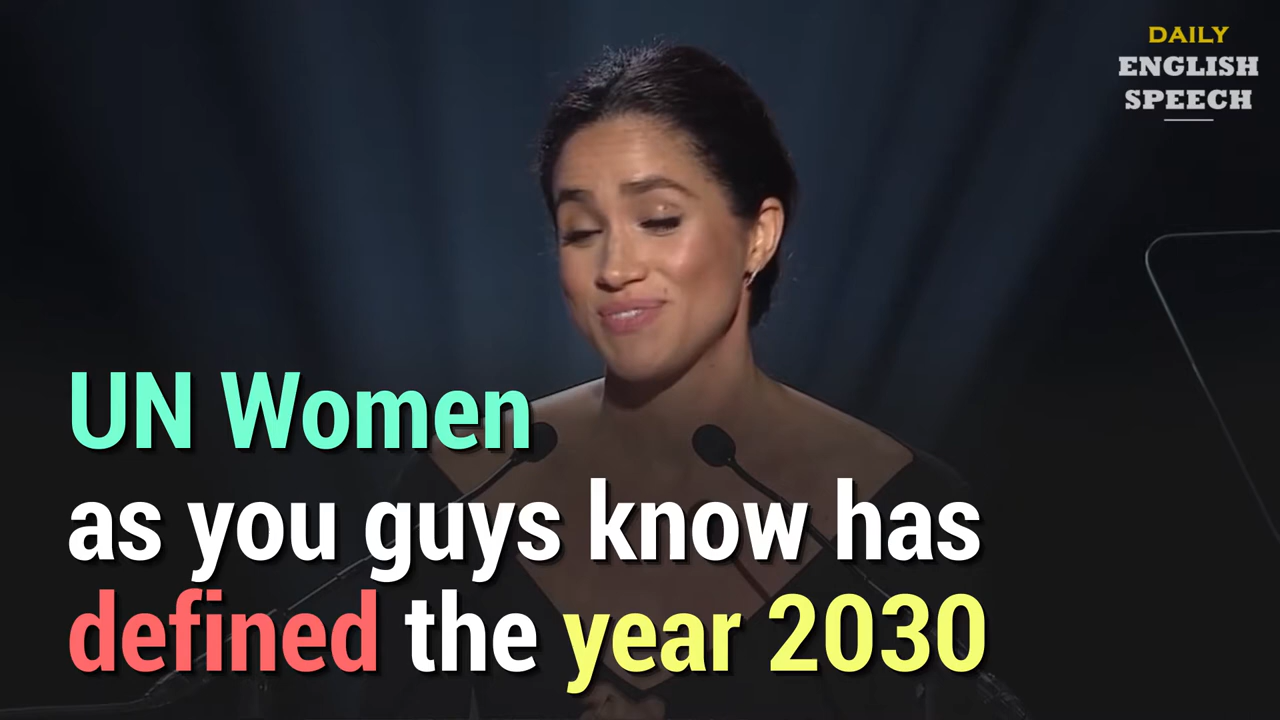 DAILY
ENGLISH
SPEECH
UN Women
as you guys know has
defined the year 2030